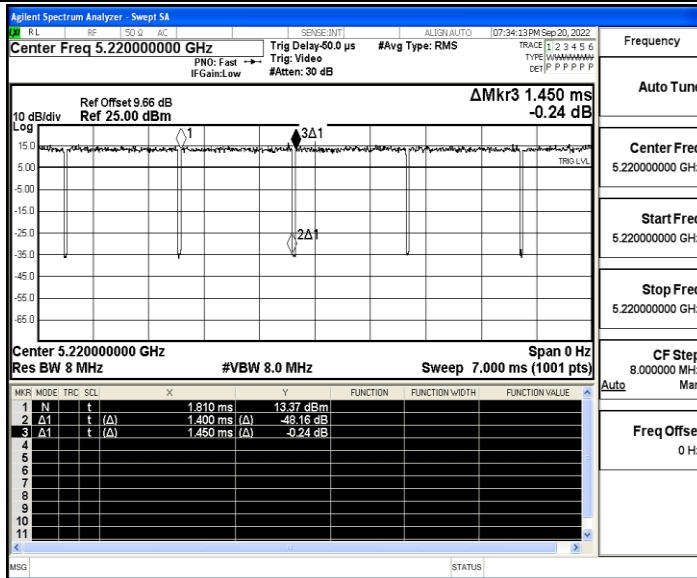 Agilent Spectrum Analyzer - Swept SA
RL RF 50 Ω AC SENSE:INT ALIGN AUTO 07:34:13 PM Sep 20, 2022
Center Freq 5.220000000 GHz
PNO: Fast
IFGain:Low
Trig Delay-50.0 µs
Trig: Video
#Atten: 30 dB
#Avg Type: RMS
TRACE 1 2 3 4 5 6
TYPE
DET P P P P P P
Ref Offset 9.66 dB
10 dB/div Ref 25.00 dBm
ΔMkr3 1.450 ms
-0.24 dB
Log
1
3Δ1
15.0
TRIG LVL
5.00
-5.00
-15.0
2Δ1
-25.0
-35.0
-45.0
-55.0
-65.0
Center 5.220000000 GHz Span 0 Hz
Res BW 8 MHz #VBW 8.0 MHz Sweep 7.000 ms (1001 pts)
MKR MODE TRC SCL X Y FUNCTION FUNCTION WIDTH FUNCTION VALUE
1 N t 1.810 ms 13.37 dBm
2 Δ1 t (Δ) 1.400 ms (Δ) -48.16 dB
3 Δ1 t (Δ) 1.450 ms (Δ) -0.24 dB
4
5
6
7
8
9
10
11
MSG STATUS
Frequency
Auto Tune
Center Freq
5.220000000 GHz
Start Freq
5.220000000 GHz
Stop Freq
5.220000000 GHz
CF Step
8.000000 MHz
Auto Man
Freq Offset
0 Hz